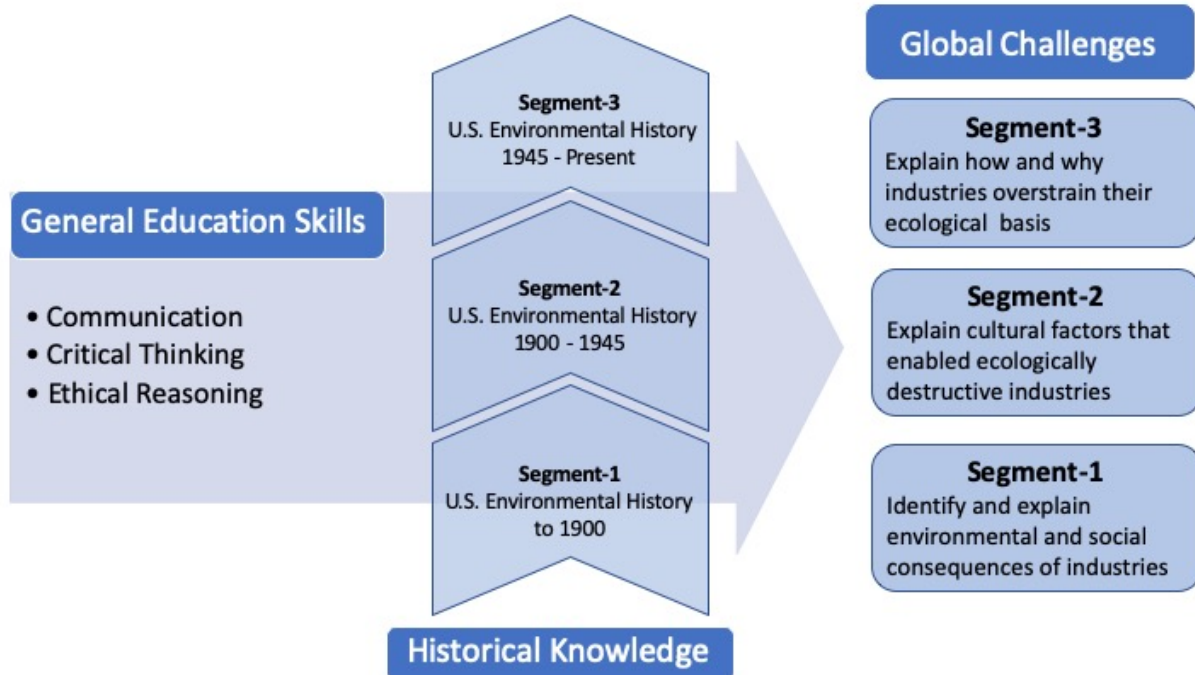 General Education Skills
• Communication
• Critical Thinking
• Ethical Reasoning
Segment-3
U.S. Environmental History
1945 - Present
Segment-2
U.S. Environmental History
1900 - 1945
Segment-1
U.S. Environmental History
to 1900
Historical Knowledge
Global Challenges
Segment-3
Explain how and why
industries overstrain their
ecological basis
Segment-2
Explain cultural factors that
enabled ecologically
destructive industries
Segment-1
Identify and explain
environmental and social
consequences of industries